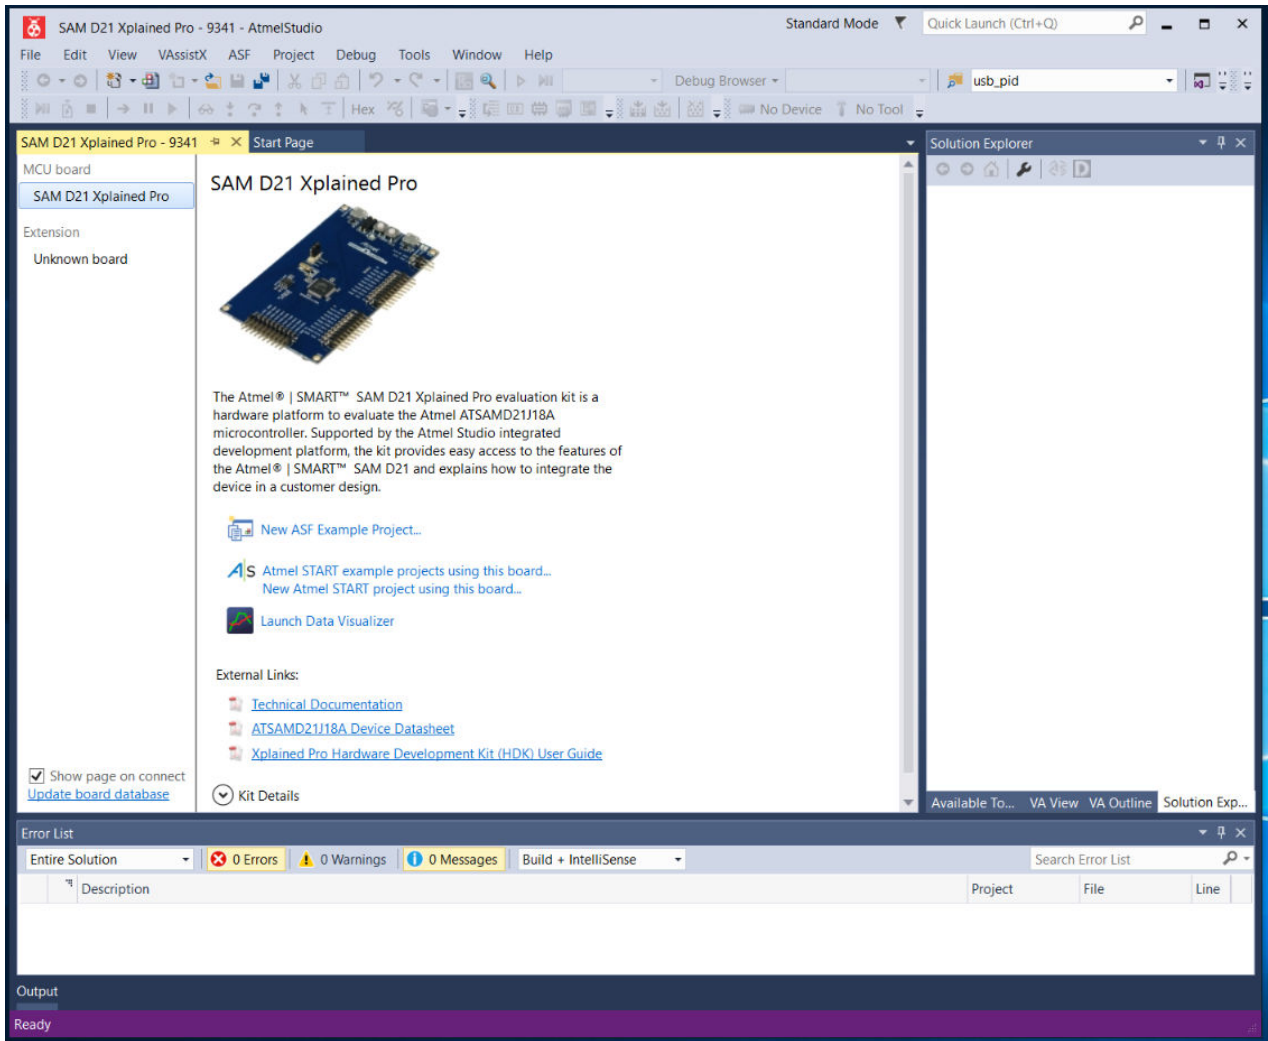 SAM D21 Xplained Pro - 9341 - AtmelStudio
Standard Mode
Quick Launch (Ctrl+Q)
File Edit View VAssistX ASF Project Debug Tools Window Help
Debug Browser
usb_pid
Hex
No Device
No Tool
SAM D21 Xplained Pro - 9341
Start Page
MCU board
SAM D21 Xplained Pro
Extension
Unknown board
Show page on connect
Update board database
SAM D21 Xplained Pro
The Atmel® | SMART™ SAM D21 Xplained Pro evaluation kit is a
hardware platform to evaluate the Atmel ATSAMD21J18A
microcontroller. Supported by the Atmel Studio integrated
development platform, the kit provides easy access to the features of
the Atmel® | SMART™ SAM D21 and explains how to integrate the
device in a customer design.
New ASF Example Project...
Atmel START example projects using this board...
New Atmel START project using this board...
Launch Data Visualizer
External Links:
Technical Documentation
ATSAMD21J18A Device Datasheet
Xplained Pro Hardware Development Kit (HDK) User Guide
Kit Details
Solution Explorer
Available To... VA View VA Outline Solution Exp...
Error List
Entire Solution
0 Errors
0 Warnings
0 Messages
Build + IntelliSense
Search Error List
Description Project File Line
Output
Ready